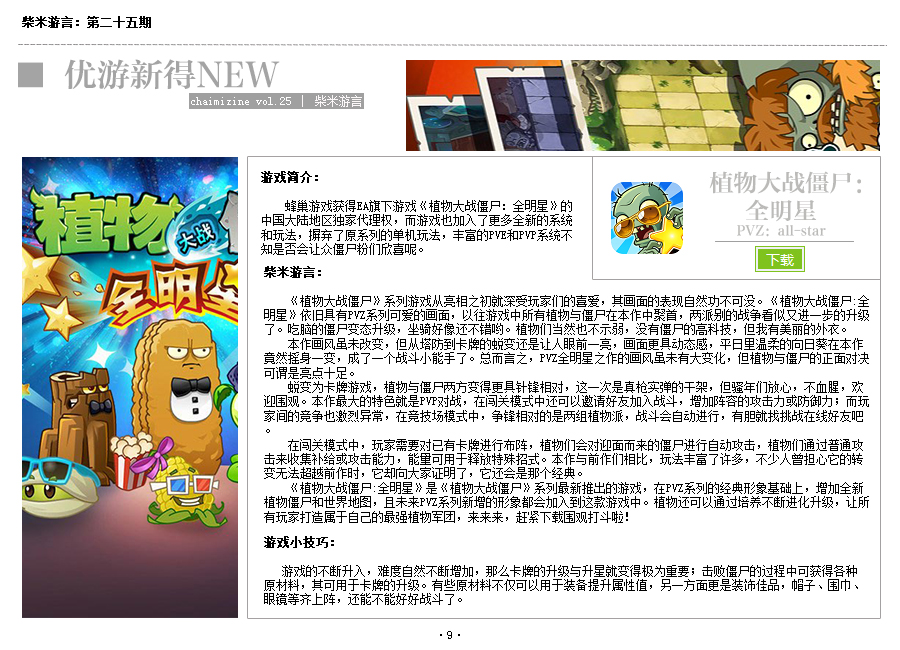 柴米游言：第二十五期
优游新得NEW
chaimizine vol.25 | 柴米游言
植物
大战
全明星
游戏简介：
蜂巢游戏获得EA旗下游戏《植物大战僵尸：全明星》的
中国大陆地区独家代理权，而游戏也加入了更多全新的系统
和玩法，摒弃了原系列的单机玩法，丰富的PVE和PVP系统不
知是否会让众僵尸粉们欣喜呢。
植物大战僵尸：
全明星
PVZ: all-star
下载
柴米游言：
《植物大战僵尸》系列游戏从亮相之初就深受玩家们的喜爱，其画面的表现自然功不可没。《植物大战僵尸:全
明星》依旧具有PVZ系列可爱的画面，以往游戏中所有植物与僵尸在本作中聚首，两派别的战争看似又进一步的升级
了。吃脑的僵尸变态升级，坐骑好像还不错哟。植物们当然也不示弱，没有僵尸的高科技，但我有美丽的外衣。
本作画风虽未改变，但从塔防到卡牌的蜕变还是让人眼前一亮，画面更具动态感，平日里温柔的向日葵在本作
竟然摇身一变，成了一个战斗小能手了。总而言之，PVZ全明星之作的画风虽未有大变化，但植物与僵尸的正面对决
可谓是亮点十足。
蜕变为卡牌游戏，植物与僵尸两方变得更具针锋相对，这一次是真枪实弹的干架，但骚年们放心，不血腥，欢
迎围观。本作最大的特色就是PVP对战，在闯关模式中还可以邀请好友加入战斗，增加阵容的攻击力或防御力；而玩
家间的竞争也激烈异常，在竞技场模式中，争锋相对的是两组植物派，战斗会自动进行，有胆就找挑战在线好友吧
。
在闯关模式中，玩家需要对已有卡牌进行布阵，植物们会对迎面而来的僵尸进行自动攻击，植物们通过普通攻
击来收集补给或攻击能力，能量可用于释放特殊招式。本作与前作们相比，玩法丰富了许多，不少人曾担心它的转
变无法超越前作时，它却向大家证明了，它还会是那个经典。
《植物大战僵尸:全明星》是《植物大战僵尸》系列最新推出的游戏，在PVZ系列的经典形象基础上，增加全新
植物僵尸和世界地图，且未来PVZ系列新增的形象都会加入到这款游戏中。植物还可以通过培养不断进化升级，让所
有玩家打造属于自己的最强植物军团，来来来，赶紧下载围观打斗啦！
游戏小技巧：
游戏的不断升入，难度自然不断增加，那么卡牌的升级与升星就变得极为重要；击败僵尸的过程中可获得各种
原材料，其可用于卡牌的升级。有些原材料不仅可以用于装备提升属性值，另一方面更是装饰佳品，帽子、围巾、
眼镜等齐上阵，还能不能好好战斗了。
·9·